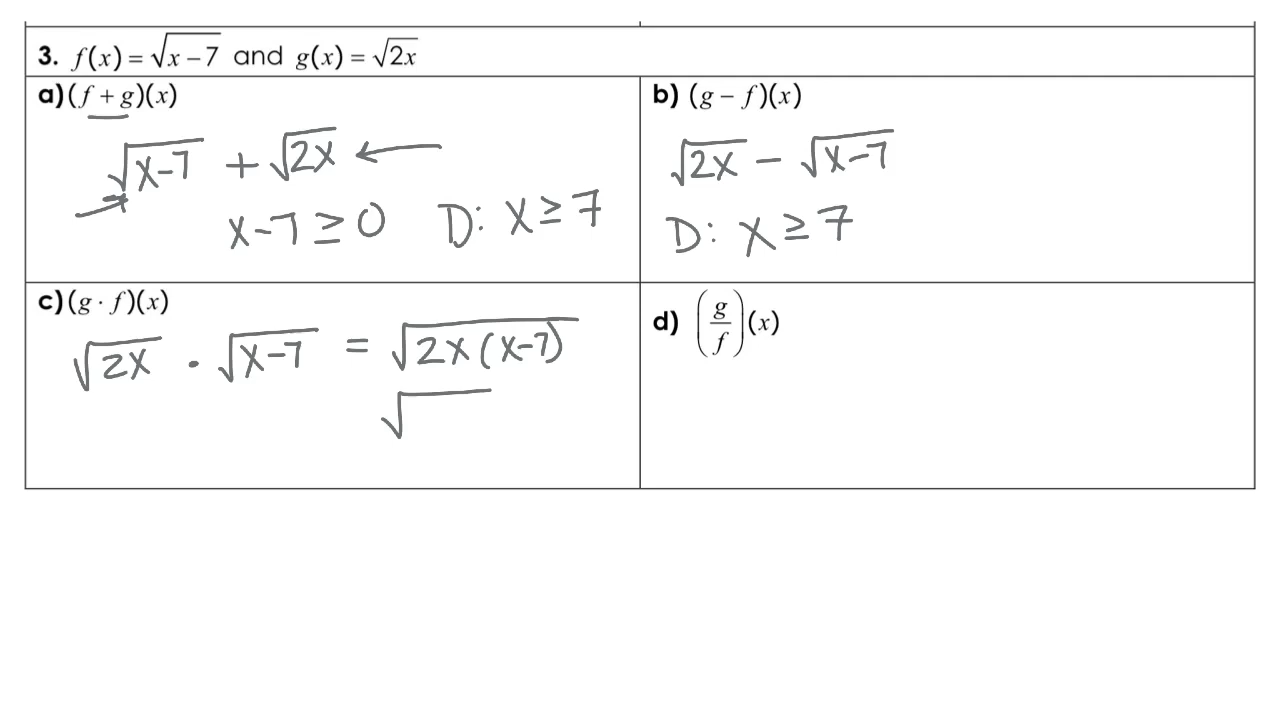 3. f(x) = √(x – 7) and g(x) = √(2x)
a) (f + g)(x)
√(x-7) + √(2x) ←
x-7 ≥ 0 D: x ≥ 7
b) (g – f)(x)
√(2x) - √(x-7)
D: x ≥ 7
c) (g · f)(x)
√(2x) · √(x-7) = √(2x(x-7))
√
d) (g/f)(x)